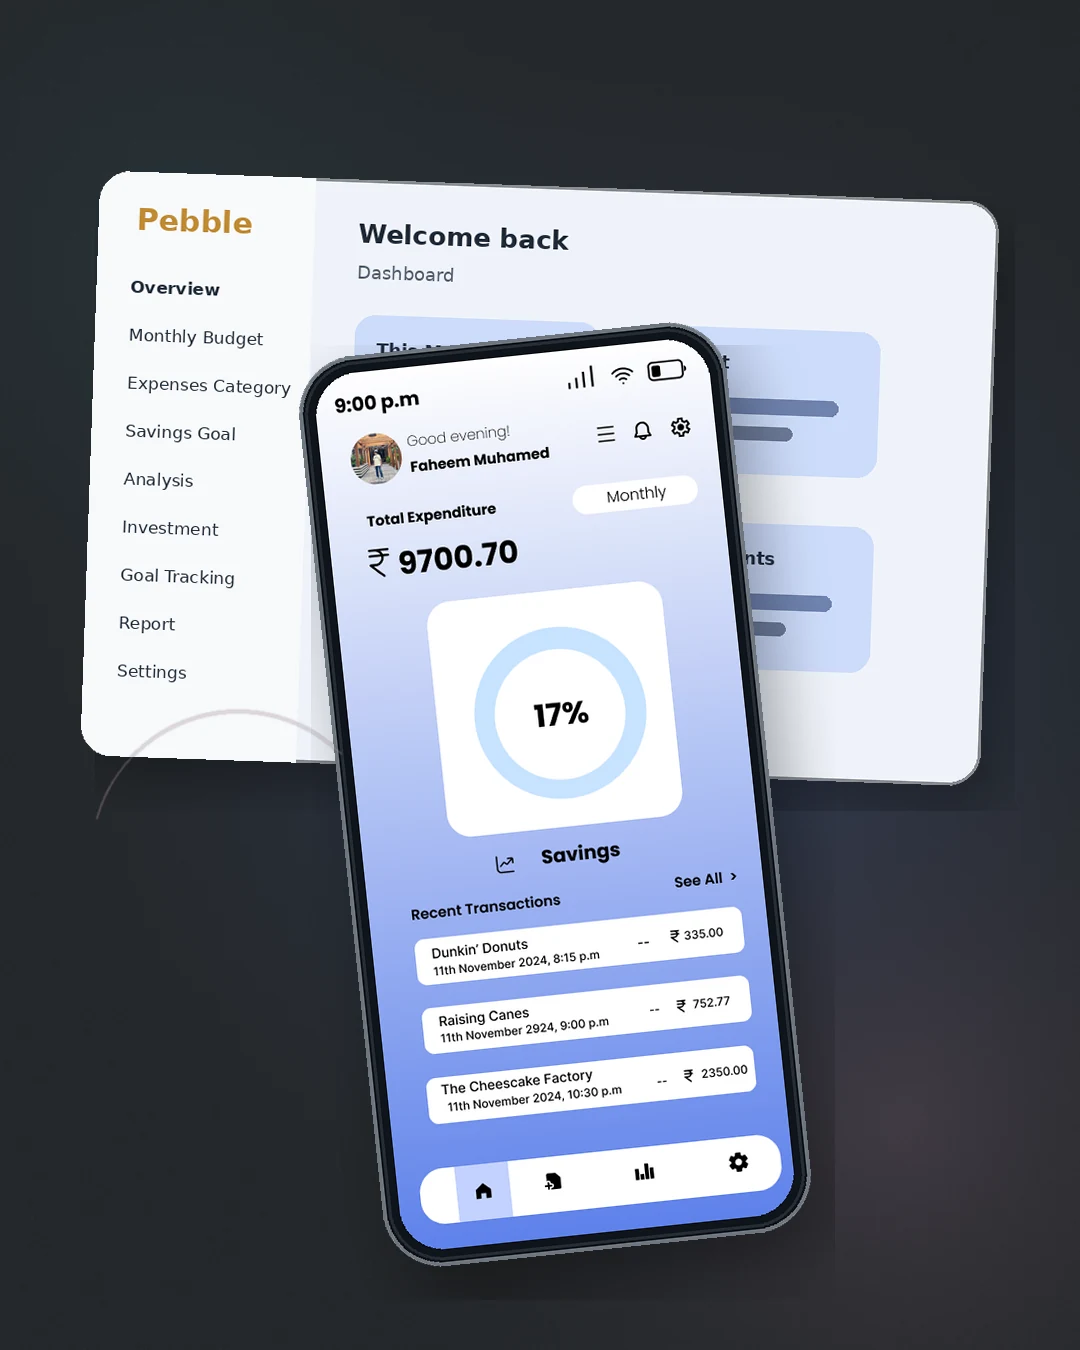 Pebble
Overview
Monthly Budget
Expenses Category
Savings Goal
Analysis
Investment
Goal Tracking
Report
Settings
Welcome back
Dashboard
9:00 p.m
Good evening!
Faheem Muhamed
Monthly
Total Expenditure
₹ 9700.70
17%
Savings
See All >
Recent Transactions
Dunkin' Donuts
11th November 2024, 8:15 p.m -- ₹ 335.00
Raising Canes
11th November 2924, 9:00 p.m -- ₹ 752.77
The Cheescake Factory
11th November 2024, 10:30 p.m -- ₹ 2350.00